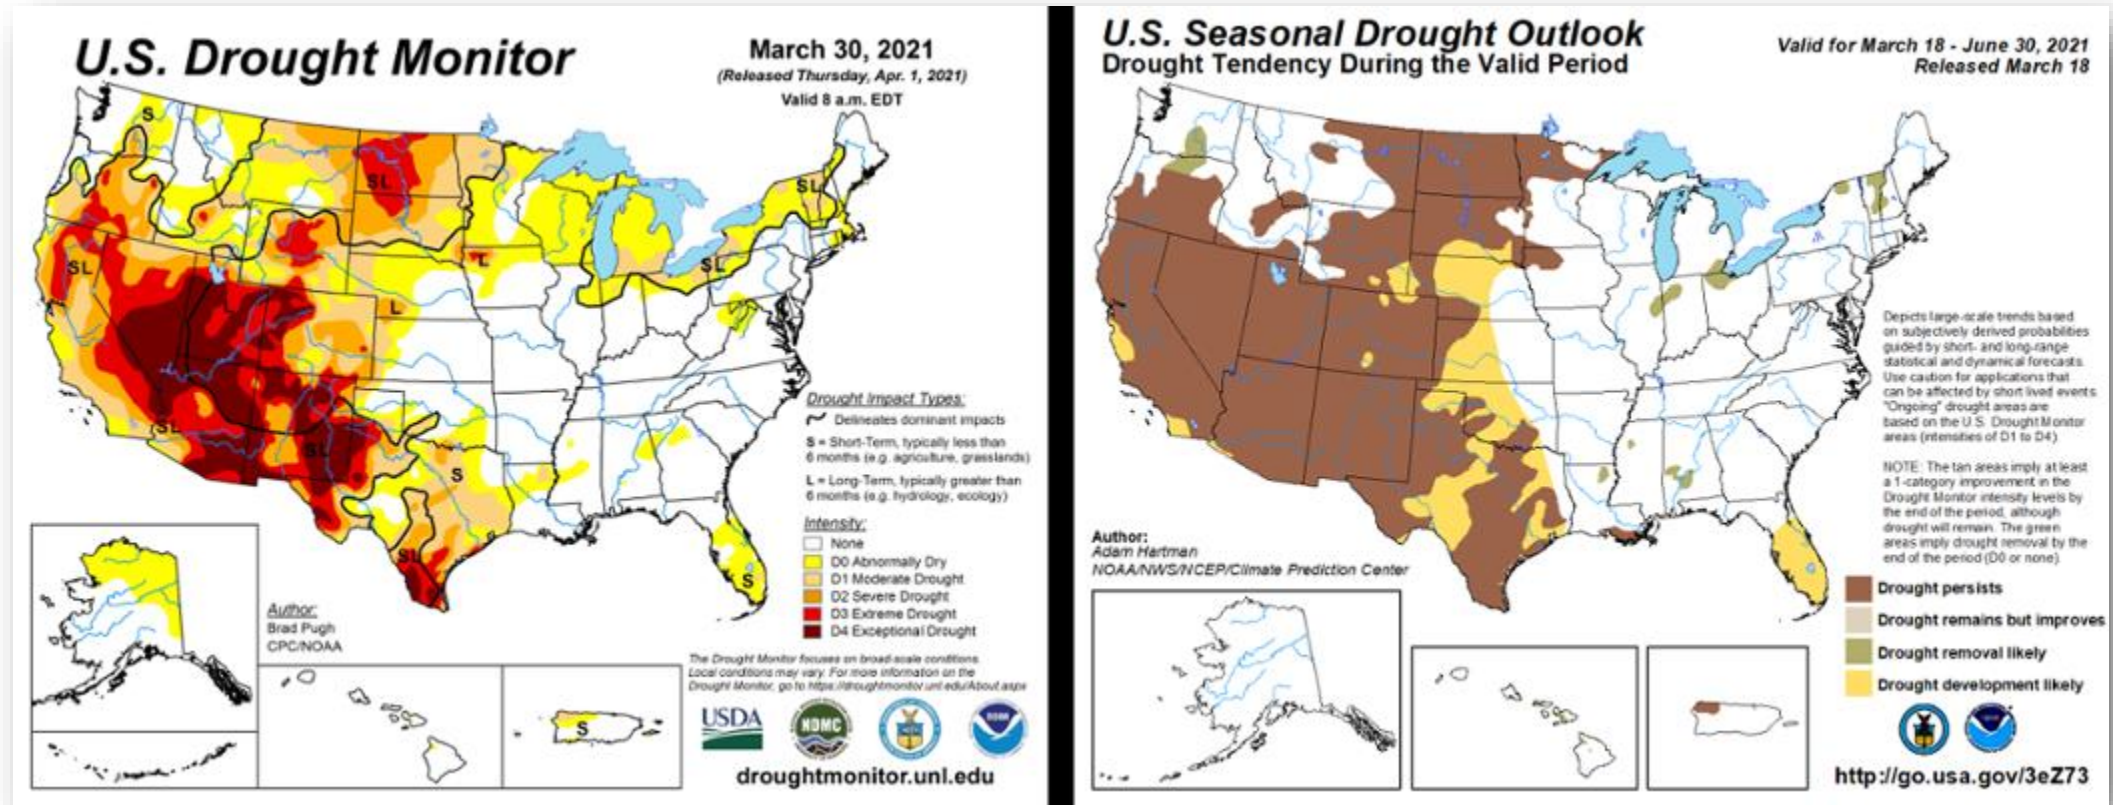 U.S. Drought Monitor
March 30, 2021
(Released Thursday, Apr. 1, 2021)
Valid 8 a.m. EDT
S
SL
SL
SL
L
SL
L
SL
SL
S
SL
S
S
Drought Impact Types:
Delineates dominant impacts
S = Short-Term, typically less than
6 months (e.g. agriculture, grasslands)
L = Long-Term, typically greater than
6 months (e.g. hydrology, ecology)
Intensity:
None
D0 Abnormally Dry
D1 Moderate Drought
D2 Severe Drought
D3 Extreme Drought
D4 Exceptional Drought
Author:
Brad Pugh
CPC/NOAA
The Drought Monitor focuses on broad-scale conditions.
Local conditions may vary. For more information on the
Drought Monitor, go to https://droughtmonitor.unl.edu/About.aspx
USDA
NDMC
droughtmonitor.unl.edu
U.S. Seasonal Drought Outlook
Drought Tendency During the Valid Period
Valid for March 18 - June 30, 2021
Released March 18
Depicts large-scale trends based
on subjectively derived probabilities
guided by short- and long-range
statistical and dynamical forecasts.
Use caution for applications that
can be affected by short lived events.
"Ongoing" drought areas are
based on the U.S. Drought Monitor
areas (intensities of D1 to D4).
NOTE: The tan areas imply at least
a 1-category improvement in the
Drought Monitor intensity levels by
the end of the period, although
drought will remain. The green
areas imply drought removal by the
end of the period (D0 or none).
Author:
Adam Hartman
NOAA/NWS/NCEP/Climate Prediction Center
Drought persists
Drought remains but improves
Drought removal likely
Drought development likely
http://go.usa.gov/3eZ73